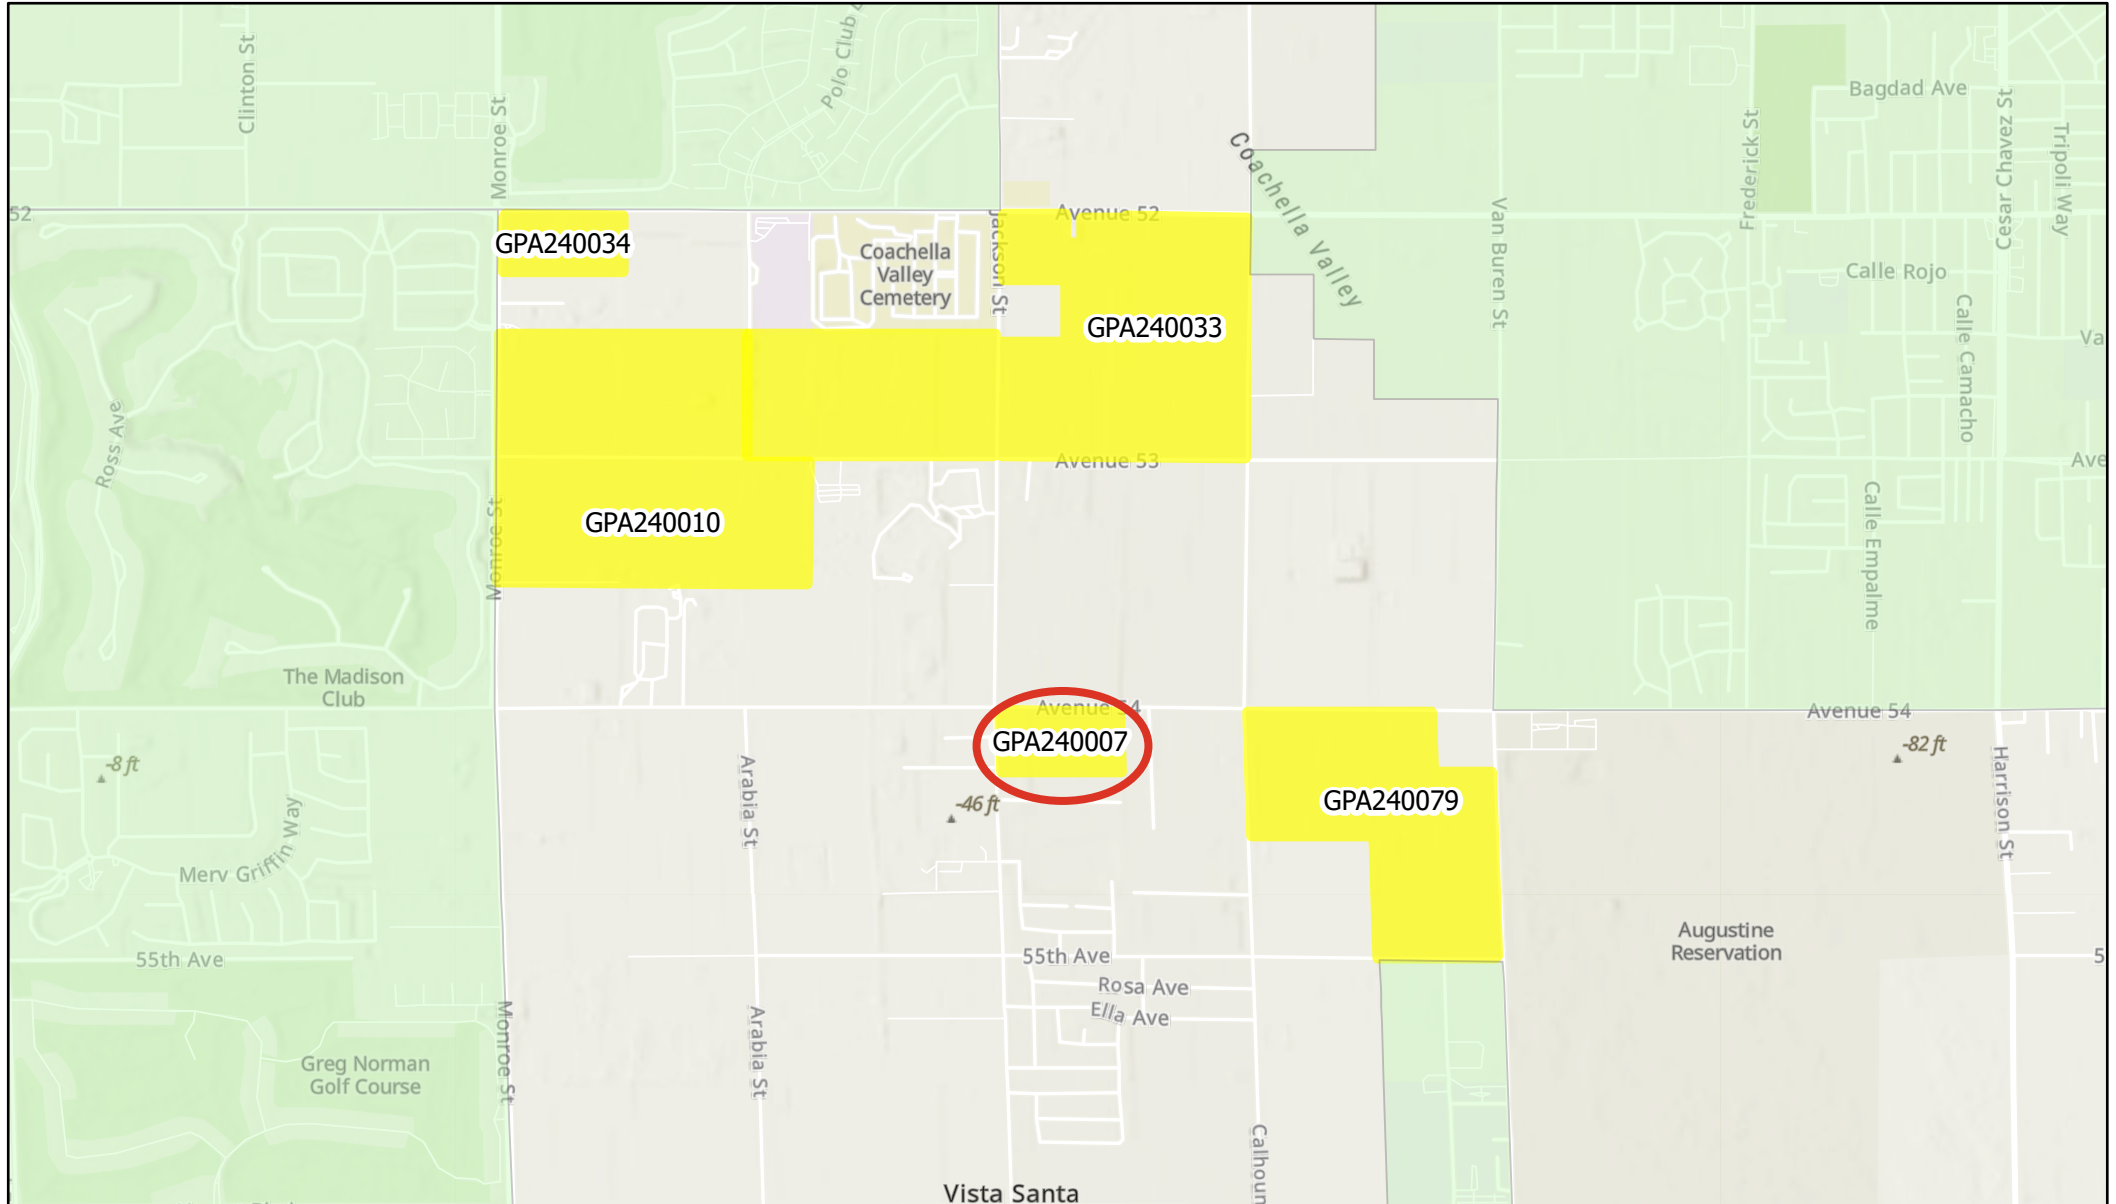 Clinton St
Monroe St
Polo Club
Bagdad Ave
Frederick St
Cesar Chavez St
Tripoli Way
Coachella Valley
52
Avenue 52
GPA240034
Coachella
Valley
Cemetery
Jackson St
Van Buren St
Calle Rojo
GPA240033
Calle Camacho
Va
Ross Ave
Avenue 53
Ave
GPA240010
Monroe St
Calle Empalme
The Madison
Club
Avenue 54
Avenue 54
GPA240007
-8 ft
-82 ft
Arabia St
Harrison St
-46 ft
GPA240079
Merv Griffin Way
Augustine
Reservation
55th Ave
55th Ave
5
Rosa Ave
Ella Ave
Monroe St
Arabia St
Greg Norman
Golf Course
Calhoun
Vista Santa